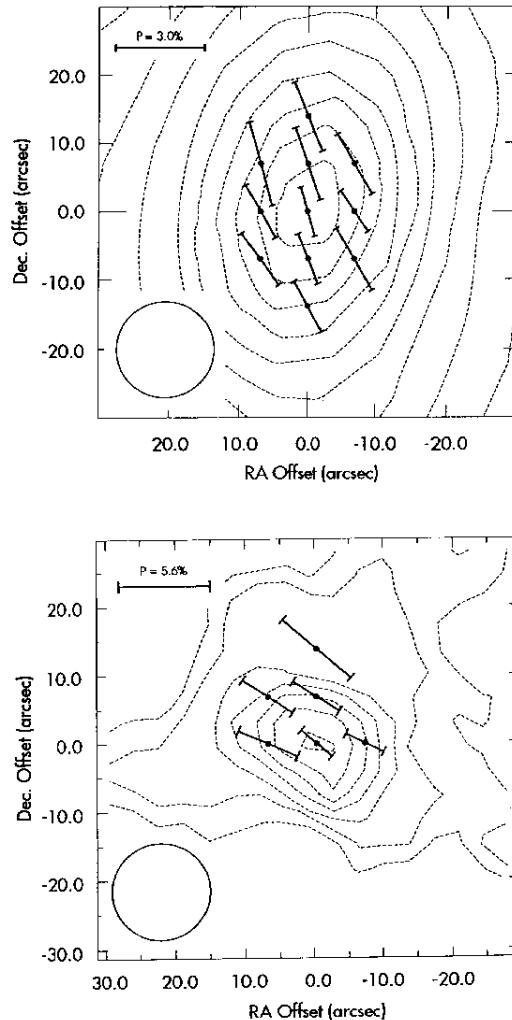 P = 3.0%
20.0
10.0
0.0
-10.0
-20.0
Dec. Offset (arcsec)
20.0 10.0 0.0 -10.0 -20.0
RA Offset (arcsec)
P = 5.6%
20.0
10.0
0.0
-10.0
-20.0
-30.0
Dec. Offset (arcsec)
30.0 20.0 10.0 0.0 -10.0 -20.0
RA Offset (arcsec)